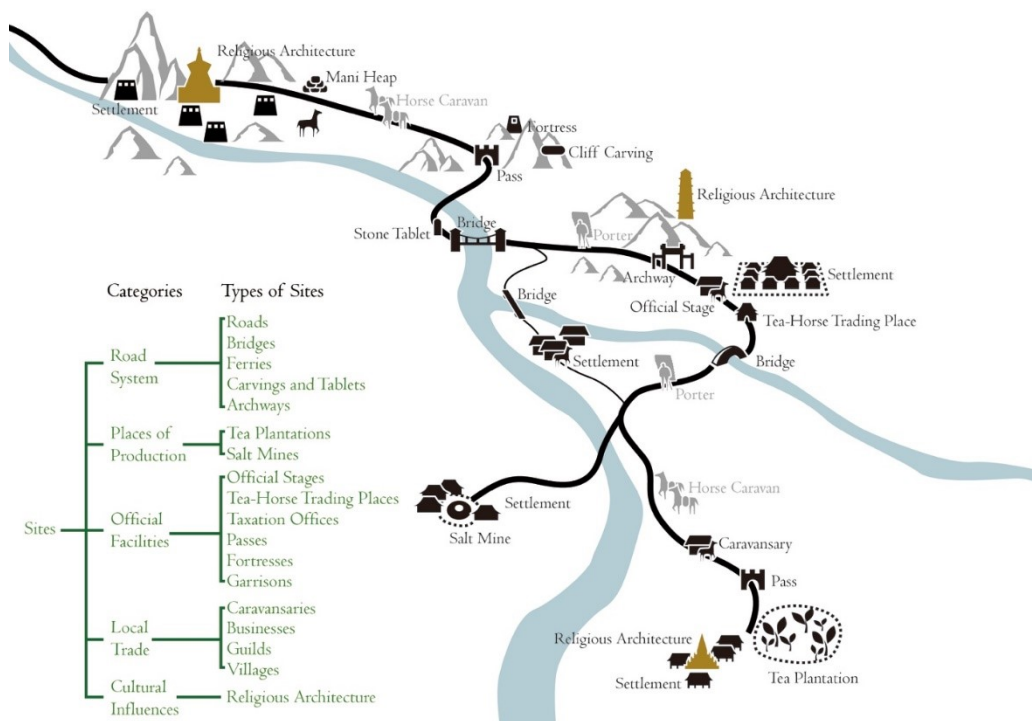 Religious Architecture
Mani Heap
Settlement
Horse Caravan
Fortress
Cliff Carving
Pass
Religious Architecture
Stone Tablet
Bridge
Porter
Archway
Settlement
Official Stage
Tea-Horse Trading Place
Bridge
Settlement
Bridge
Porter
Horse Caravan
Settlement
Salt Mine
Caravansary
Pass
Religious Architecture
Settlement
Tea Plantation
Categories
Types of Sites
Sites
Road
System
Roads
Bridges
Ferries
Carvings and Tablets
Archways
Places of
Production
Tea Plantations
Salt Mines
Official
Facilities
Official Stages
Tea-Horse Trading Places
Taxation Offices
Passes
Fortresses
Garrisons
Local
Trade
Caravansaries
Businesses
Guilds
Villages
Cultural
Influences
Religious Architecture